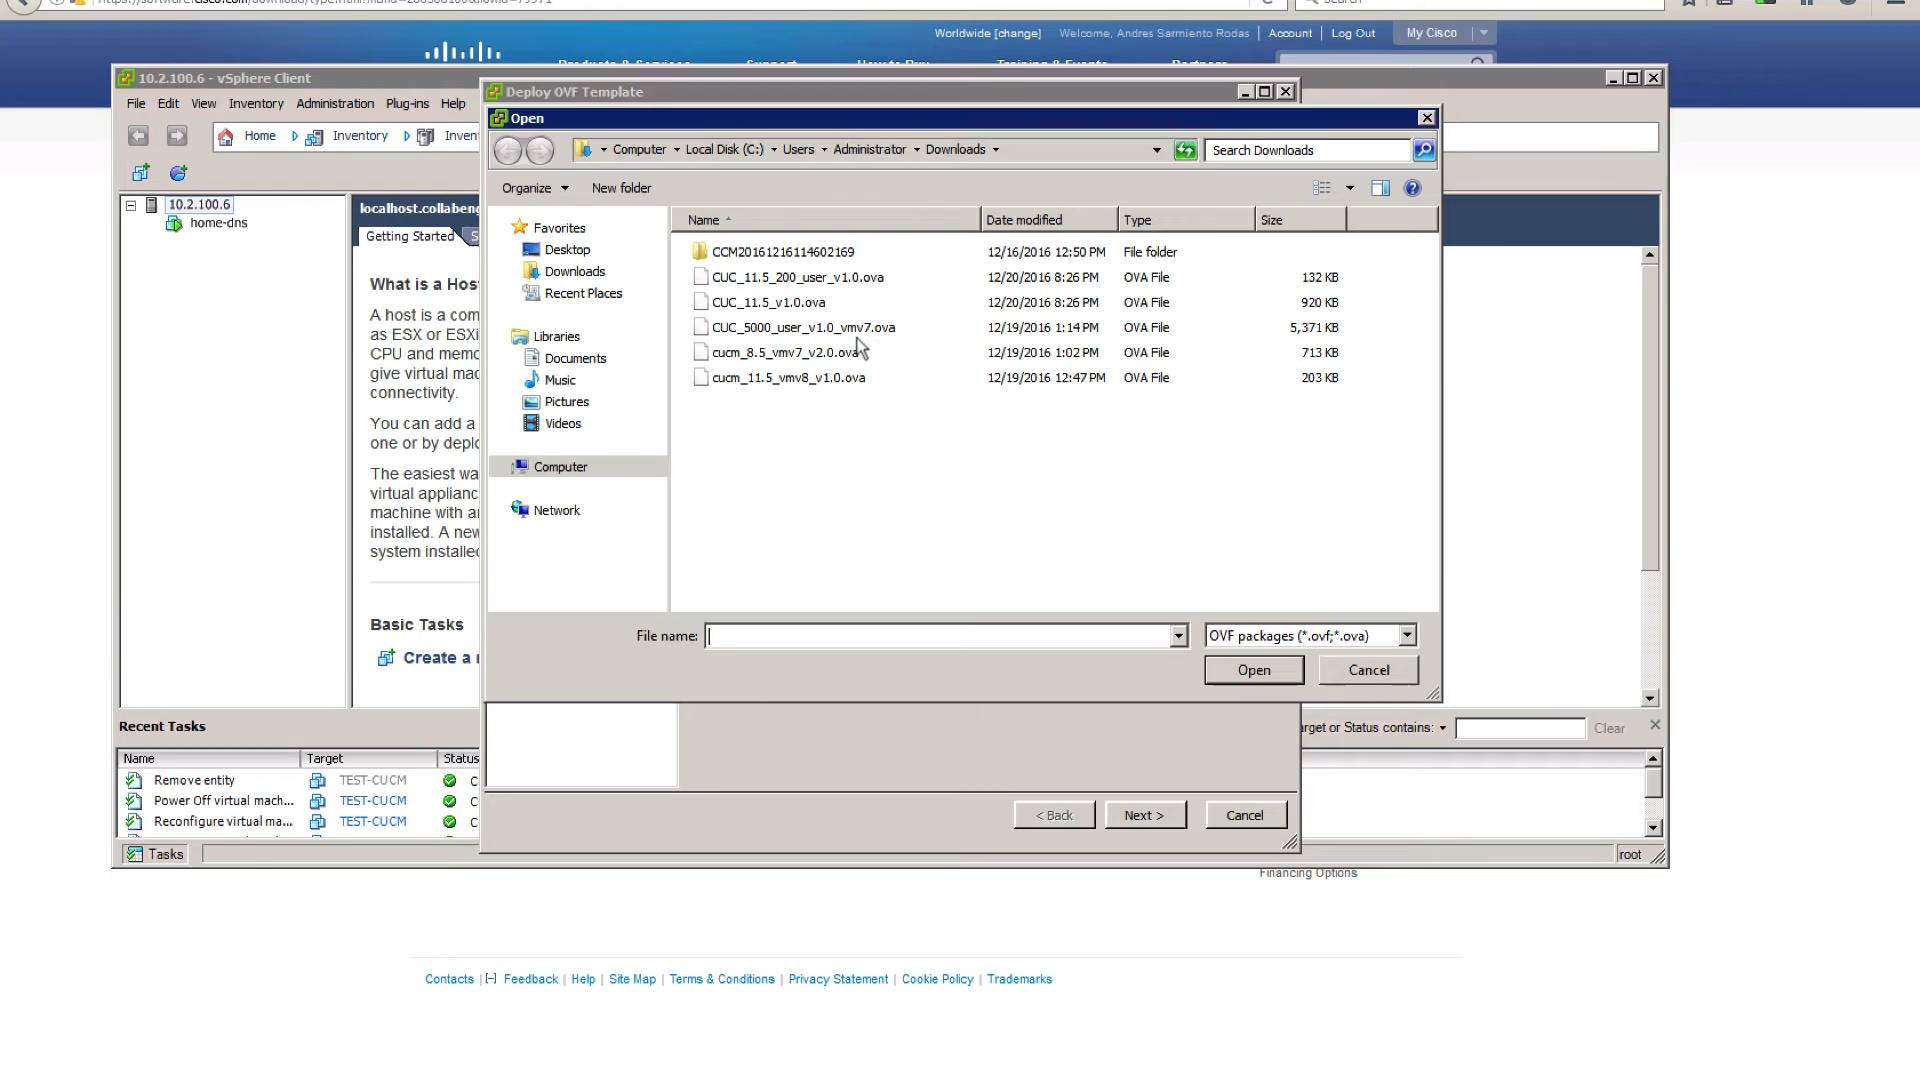 Worldwide [change] Welcome, Andres Sarmiento Rodas Account Log Out My Cisco
10.2.100.6 - vSphere Client
File Edit View Inventory Administration Plug-ins Help
Home Inventory Inven
10.2.100.6
home-dns
localhost.collabeng
Getting Started S
What is a Hos
A host is a com
as ESX or ESXi
CPU and memo
give virtual mac
connectivity.
You can add a
one or by deplo
The easiest wa
virtual applianc
machine with an
installed. A new
system installed
Basic Tasks
Create a n
Deploy OVF Template
Open
Computer Local Disk (C:) Users Administrator Downloads
Search Downloads
Organize New folder
Favorites
Desktop
Downloads
Recent Places
Libraries
Documents
Music
Pictures
Videos
Computer
Network
Name Date modified Type Size
CCM20161216114602169 12/16/2016 12:50 PM File folder
CUC_11.5_200_user_v1.0.ova 12/20/2016 8:26 PM OVA File 132 KB
CUC_11.5_v1.0.ova 12/20/2016 8:26 PM OVA File 920 KB
CUC_5000_user_v1.0_vmv7.ova 12/19/2016 1:14 PM OVA File 5,371 KB
cucm_8.5_vmv7_v2.0.ova 12/19/2016 1:02 PM OVA File 713 KB
cucm_11.5_vmv8_v1.0.ova 12/19/2016 12:47 PM OVA File 203 KB
File name: OVF packages (*.ovf;*.ova)
Open Cancel
Recent Tasks
arget or Status contains: Clear
Name Target Status
Remove entity TEST-CUCM C
Power Off virtual mach... TEST-CUCM C
Reconfigure virtual ma... TEST-CUCM C
< Back Next > Cancel
Tasks root
Financing Options
Contacts | [-] Feedback | Help | Site Map | Terms & Conditions | Privacy Statement | Cookie Policy | Trademarks